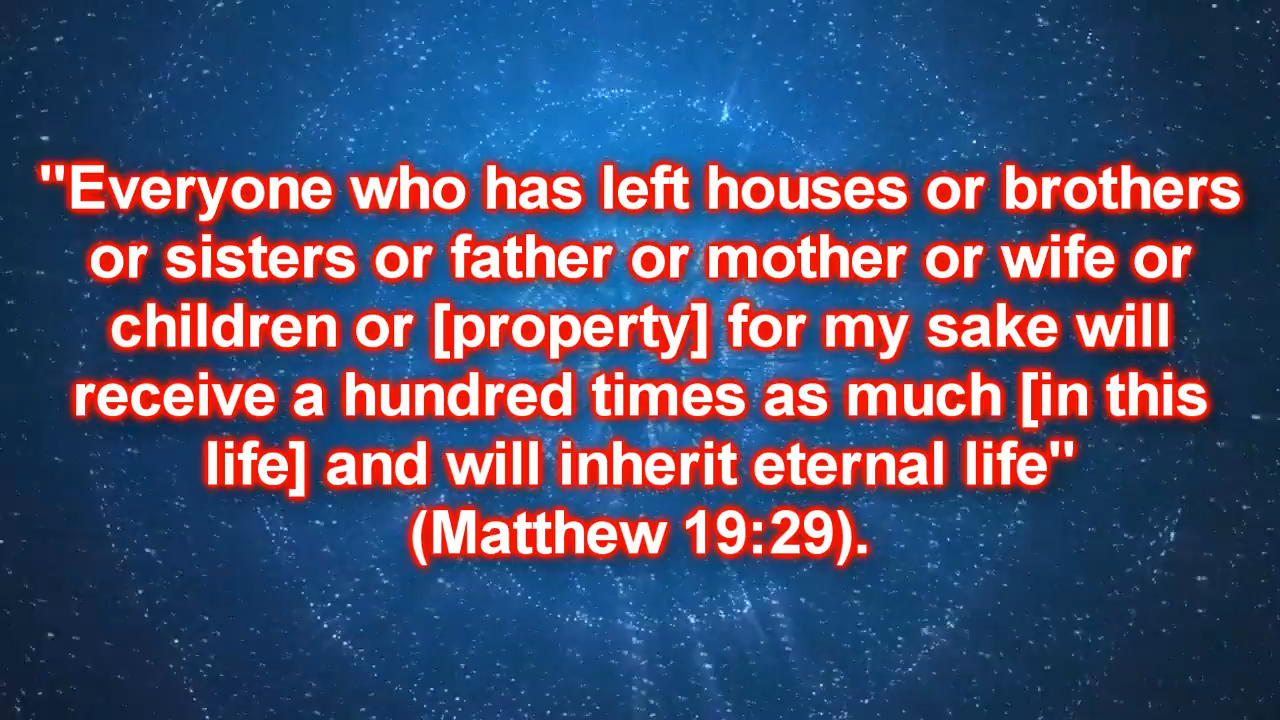 "Everyone who has left houses or brothers
or sisters or father or mother or wife or
children or [property] for my sake will
receive a hundred times as much [in this
life] and will inherit eternal life"
(Matthew 19:29).